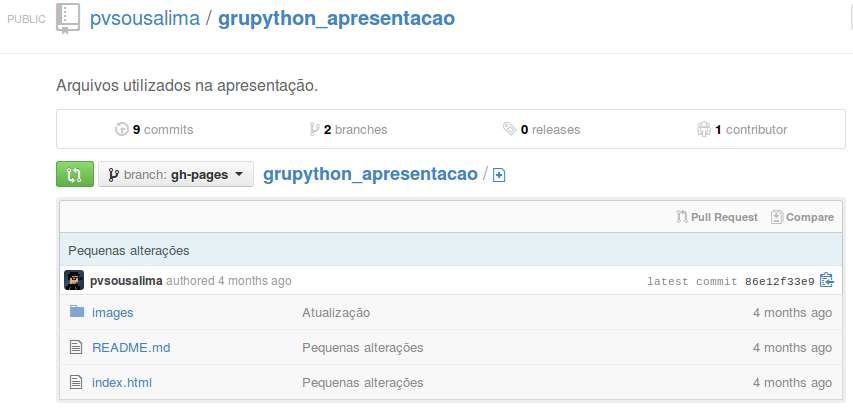 PUBLIC pvsousalima / grupython_apresentacao
Arquivos utilizados na apresentação.
9 commits 2 branches 0 releases 1 contributor
branch: gh-pages grupython_apresentacao /
Pull Request Compare
Pequenas alterações
pvsousalima authored 4 months ago latest commit 86e12f33e9
images Atualização 4 months ago
README.md Pequenas alterações 4 months ago
index.html Pequenas alterações 4 months ago